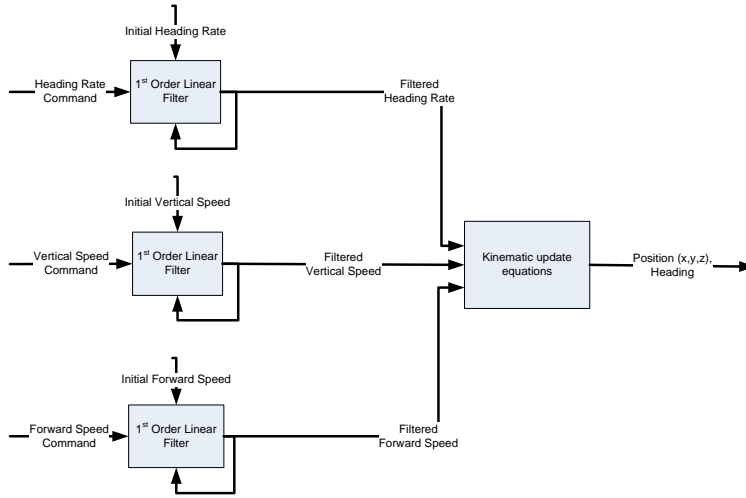 Initial Heading Rate
Heading Rate
Command
1st Order Linear
Filter
Filtered
Heading Rate
Initial Vertical Speed
Vertical Speed
Command
1st Order Linear
Filter
Filtered
Vertical Speed
Kinematic update
equations
Position (x,y,z),
Heading
Initial Forward Speed
Forward Speed
Command
1st Order Linear
Filter
Filtered
Forward Speed